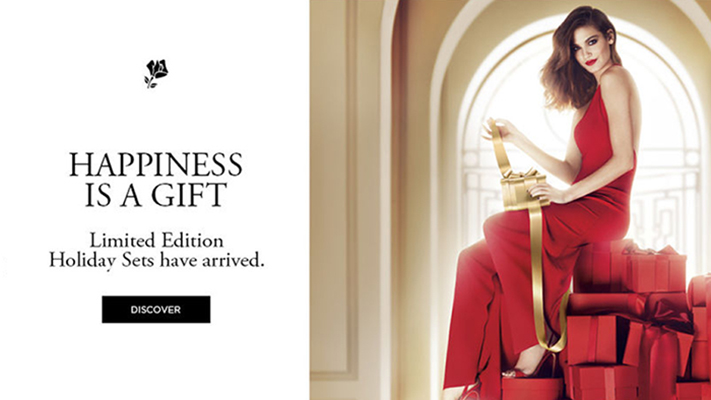 HAPPINESS
IS A GIFT
Limited Edition
Holiday Sets have arrived.
DISCOVER